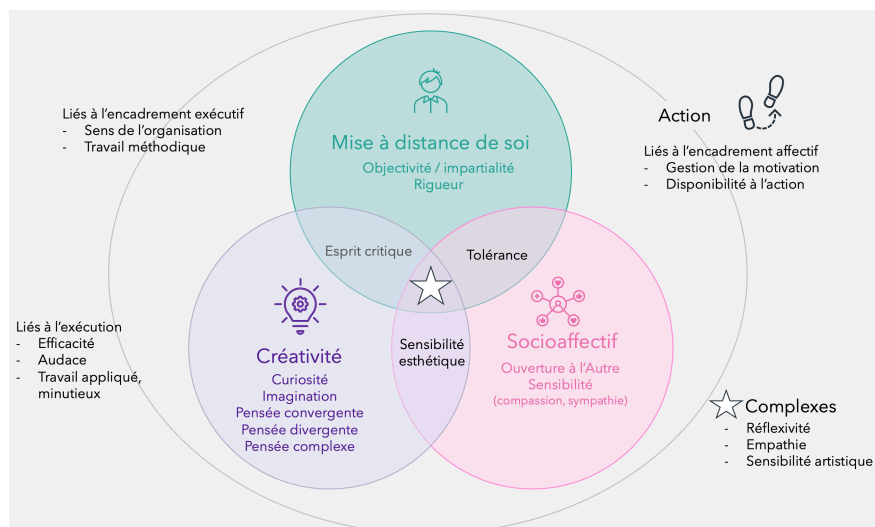 Liés à l'encadrement exécutif
- Sens de l'organisation
- Travail méthodique
Mise à distance de soi
Objectivité / impartialité
Rigueur
Action
Liés à l'encadrement affectif
- Gestion de la motivation
- Disponibilité à l'action
Esprit critique
Tolérance
Liés à l'exécution
- Efficacité
- Audace
- Travail appliqué,
minutieux
Créativité
Curiosité
Imagination
Pensée convergente
Pensée divergente
Pensée complexe
Sensibilité
esthétique
Socioaffectif
Ouverture à l'Autre
Sensibilité
(compassion, sympathie)
Complexes
- Réflexivité
- Empathie
- Sensibilité artistique